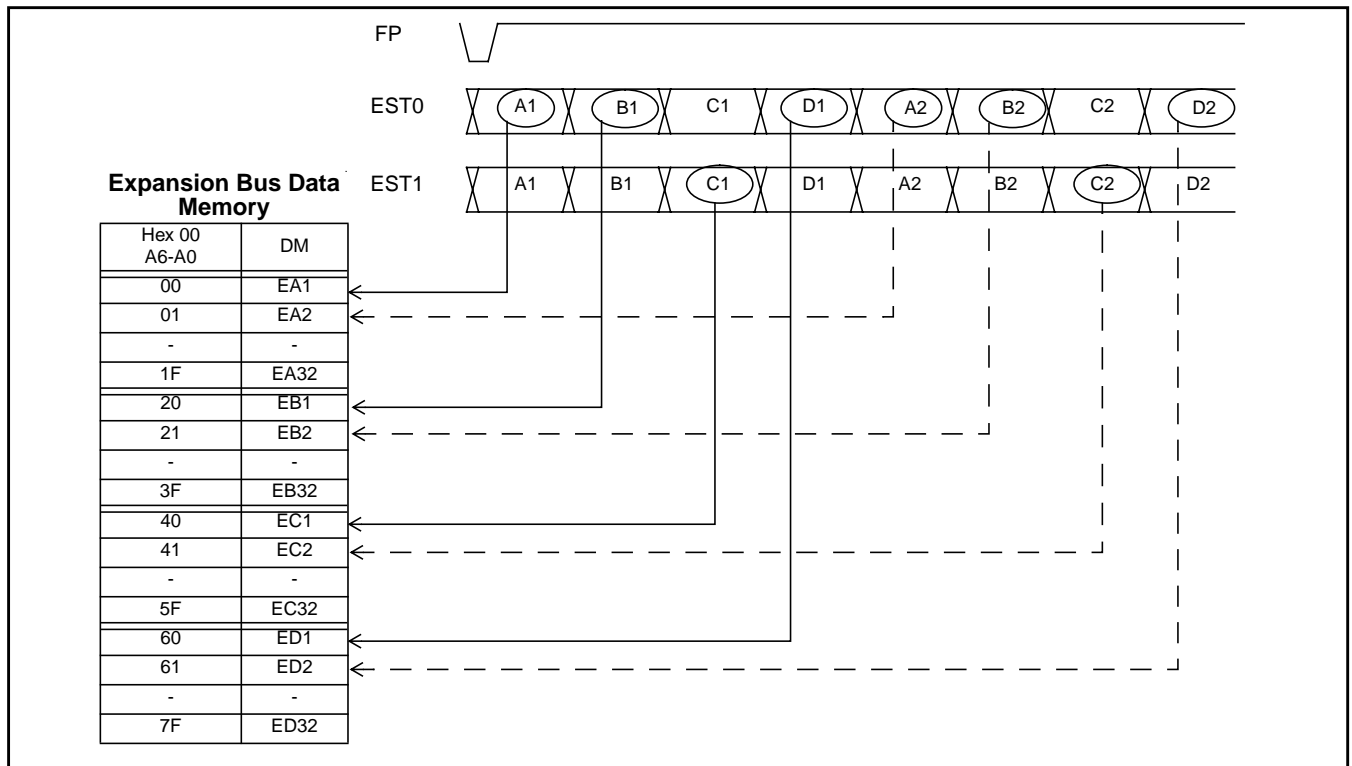 FP
EST0 A1 B1 C1 D1 A2 B2 C2 D2
EST1 A1 B1 C1 D1 A2 B2 C2 D2
Expansion Bus Data
Memory
Hex 00
A6-A0 DM
00 EA1
01 EA2
- -
1F EA32
20 EB1
21 EB2
- -
3F EB32
40 EC1
41 EC2
- -
5F EC32
60 ED1
61 ED2
- -
7F ED32